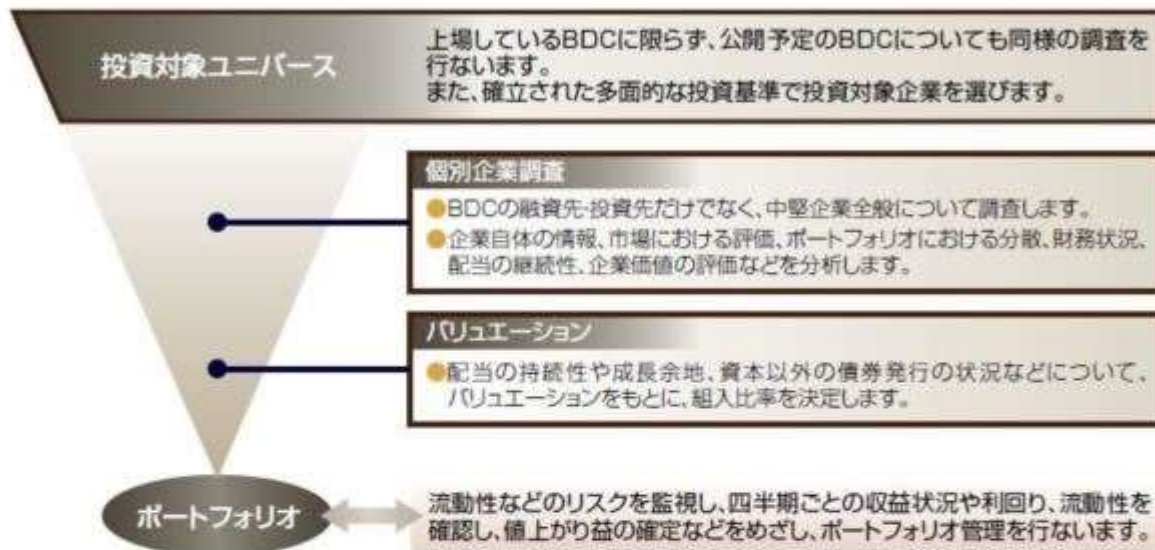 投資対象ユニバース
上場しているBDCに限らず、公開予定のBDCについても同様の調査を
行ないます。
また、確立された多面的な投資基準で投資対象企業を選びます。
個別企業調査
●BDCの融資先・投資先だけでなく、中堅企業全般について調査します。
●企業自体の情報、市場における評価、ポートフォリオにおける分散、財務状況、
配当の継続性、企業価値の評価などを分析します。
バリュエーション
●配当の持続性や成長余地、資本以外の債券発行の状況などについて、
バリュエーションをもとに、組入比率を決定します。
ポートフォリオ
流動性などのリスクを監視し、四半期ごとの収益状況や利回り、流動性を
確認し、値上がり益の確定などをめざし、ポートフォリオ管理を行ないます。